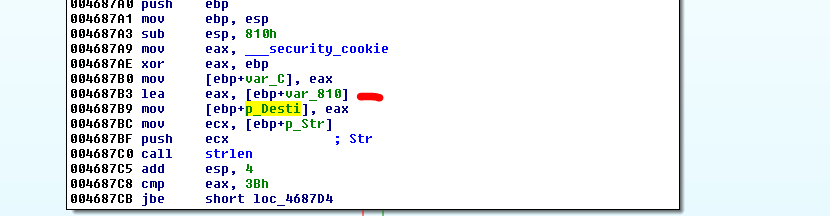 004687A0 push ebp
004687A1 mov ebp, esp
004687A3 sub esp, 810h
004687A9 mov eax, ___security_cookie
004687AE xor eax, ebp
004687B0 mov [ebp+var_C], eax
004687B3 lea eax, [ebp+var_810]
004687B9 mov [ebp+p_Desti], eax
004687BC mov ecx, [ebp+p_Str]
004687BF push ecx ; Str
004687C0 call strlen
004687C5 add esp, 4
004687C8 cmp eax, 3Bh
004687CB jbe short loc_4687D4